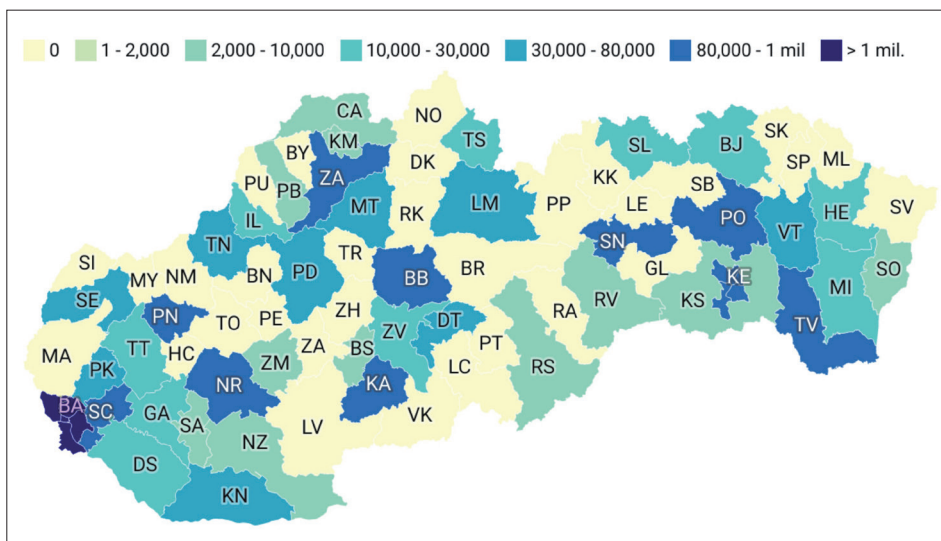 0 1 - 2,000 2,000 - 10,000 10,000 - 30,000 30,000 - 80,000 80,000 - 1 mil > 1 mil.
CA
NO
KM
TS
BY
DK
ZA
PU
PB
SL
BJ
SK
SP
ML
KK
SB
IL
MT
RK
LM
PP
LE
PO
HE
SV
TN
SN
VT
TR
SI
MY
NM
BN
PD
BB
BR
GL
KE
SO
SE
PN
TO
PE
ZH
RV
KS
MI
RA
TV
MA
TT
HC
ZM
ZA
BS
ZV
DT
PT
PK
NR
KA
LC
RS
BA
SC
GA
SA
NZ
LV
VK
DS
KN